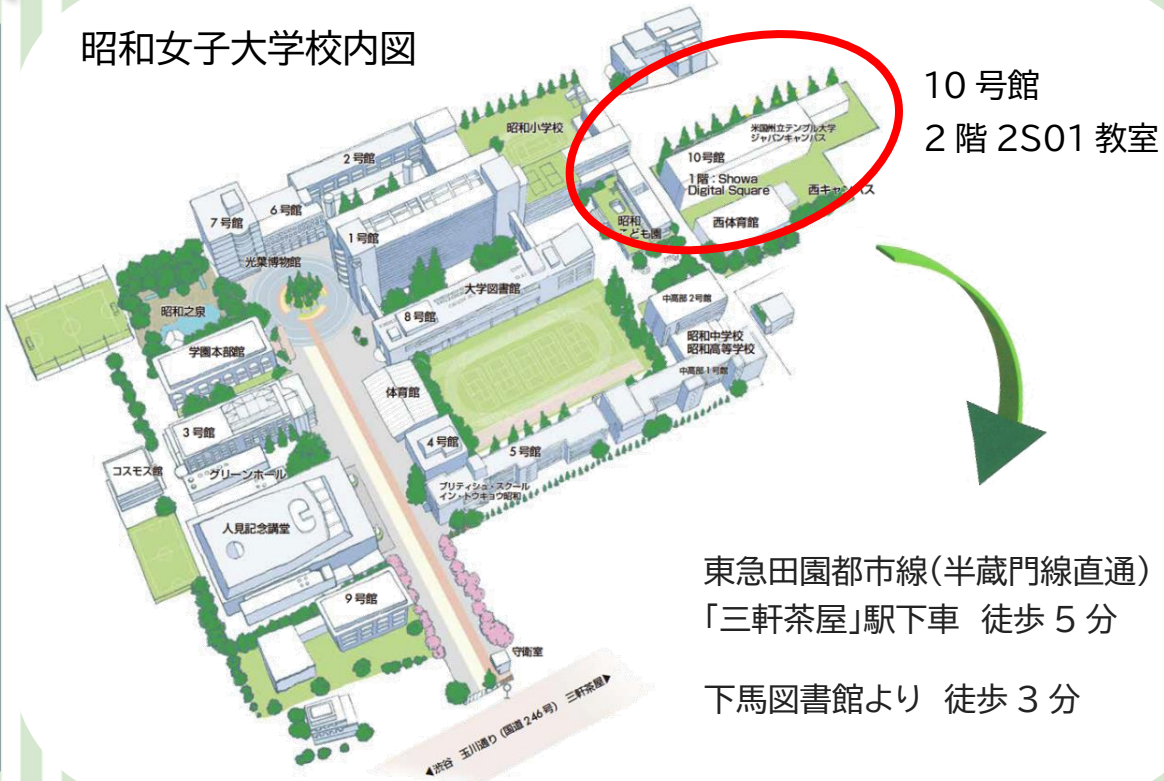 昭和女子大学校内図
10 号館
2 階 2S01 教室
昭和小学校
米国州立テンプル大学
ジャパンキャンパス
10号館
1階：Showa
Digital Square
西キャンパス
西体育館
昭和
こども園
2号館
6号館
7号館
1号館
光葉博物館
大学図書館
8号館
昭和之泉
学園本部館
中高部2号館
昭和中学校
昭和高等学校
中高部1号館
体育館
3号館
4号館
5号館
コスモス館
グリーンホール
ブリティッシュ・スクール
イン・トウキョウ昭和
人見記念講堂
9号館
守衛室
◀渋谷 玉川通り（国道246号） 三軒茶屋▶
東急田園都市線（半蔵門線直通）
「三軒茶屋」駅下車 徒歩 5 分
下馬図書館より 徒歩 3 分